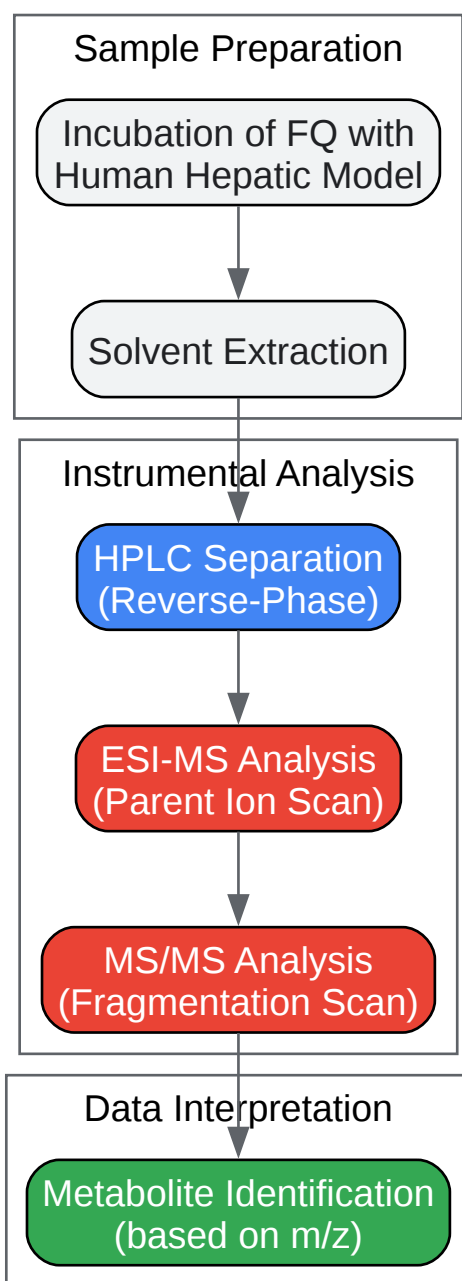 Sample Preparation
Incubation of FQ with
Human Hepatic Model
Solvent Extraction
Instrumental Analysis
HPLC Separation
(Reverse-Phase)
ESI-MS Analysis
(Parent Ion Scan)
MS/MS Analysis
(Fragmentation Scan)
Data Interpretation
Metabolite Identification
(based on m/z)